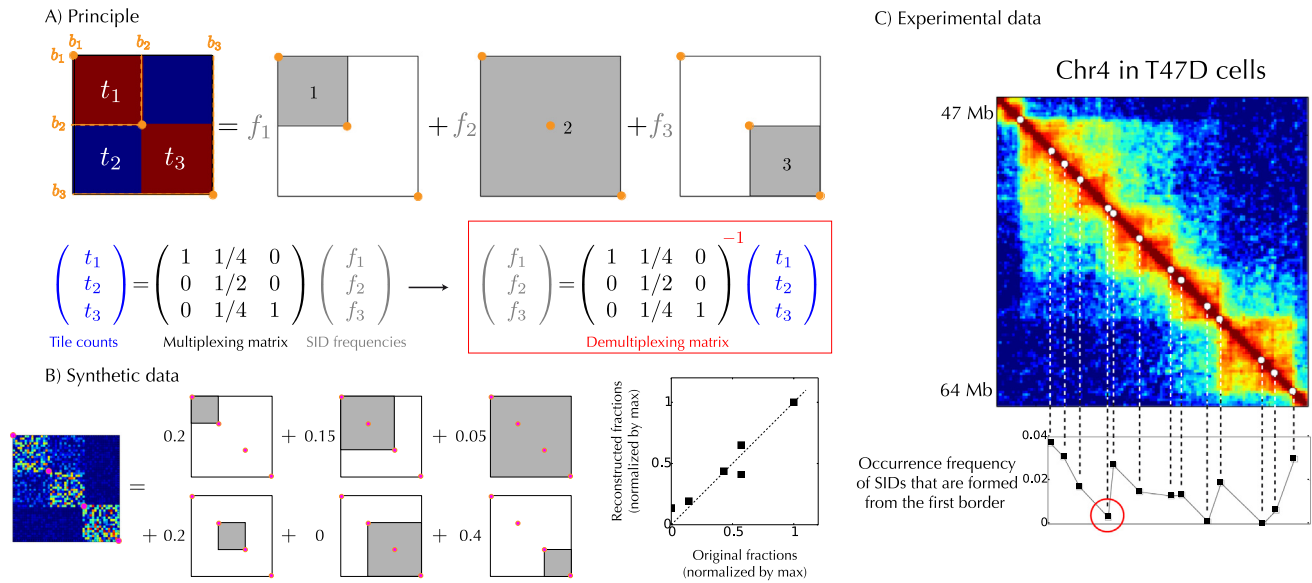 A) Principle
b1 b2 b3
b1
b2
b3
t1
t2 t3
= f1 + f2 + f3
1
2
3
( t1 ) = ( 1 1/4 0 ) ( f1 )
( t2 ) ( 0 1/2 0 ) ( f2 )
( t3 ) ( 0 1/4 1 ) ( f3 )
Tile counts Multiplexing matrix SID frequencies
( f1 ) = ( 1 1/4 0 ) −1 ( t1 )
( f2 ) ( 0 1/2 0 ) ( t2 )
( f3 ) ( 0 1/4 1 ) ( t3 )
Demultiplexing matrix
B) Synthetic data
= 0.2 + 0.15 + 0.05
+ 0.2 + 0 + 0.4
Reconstructed fractions
(normalized by max)
1
0.5
0
0 0.5 1
Original fractions
(normalized by max)
C) Experimental data
Chr4 in T47D cells
47 Mb
64 Mb
Occurrence frequency
of SIDs that are formed
from the first border
0.04
0.02
0